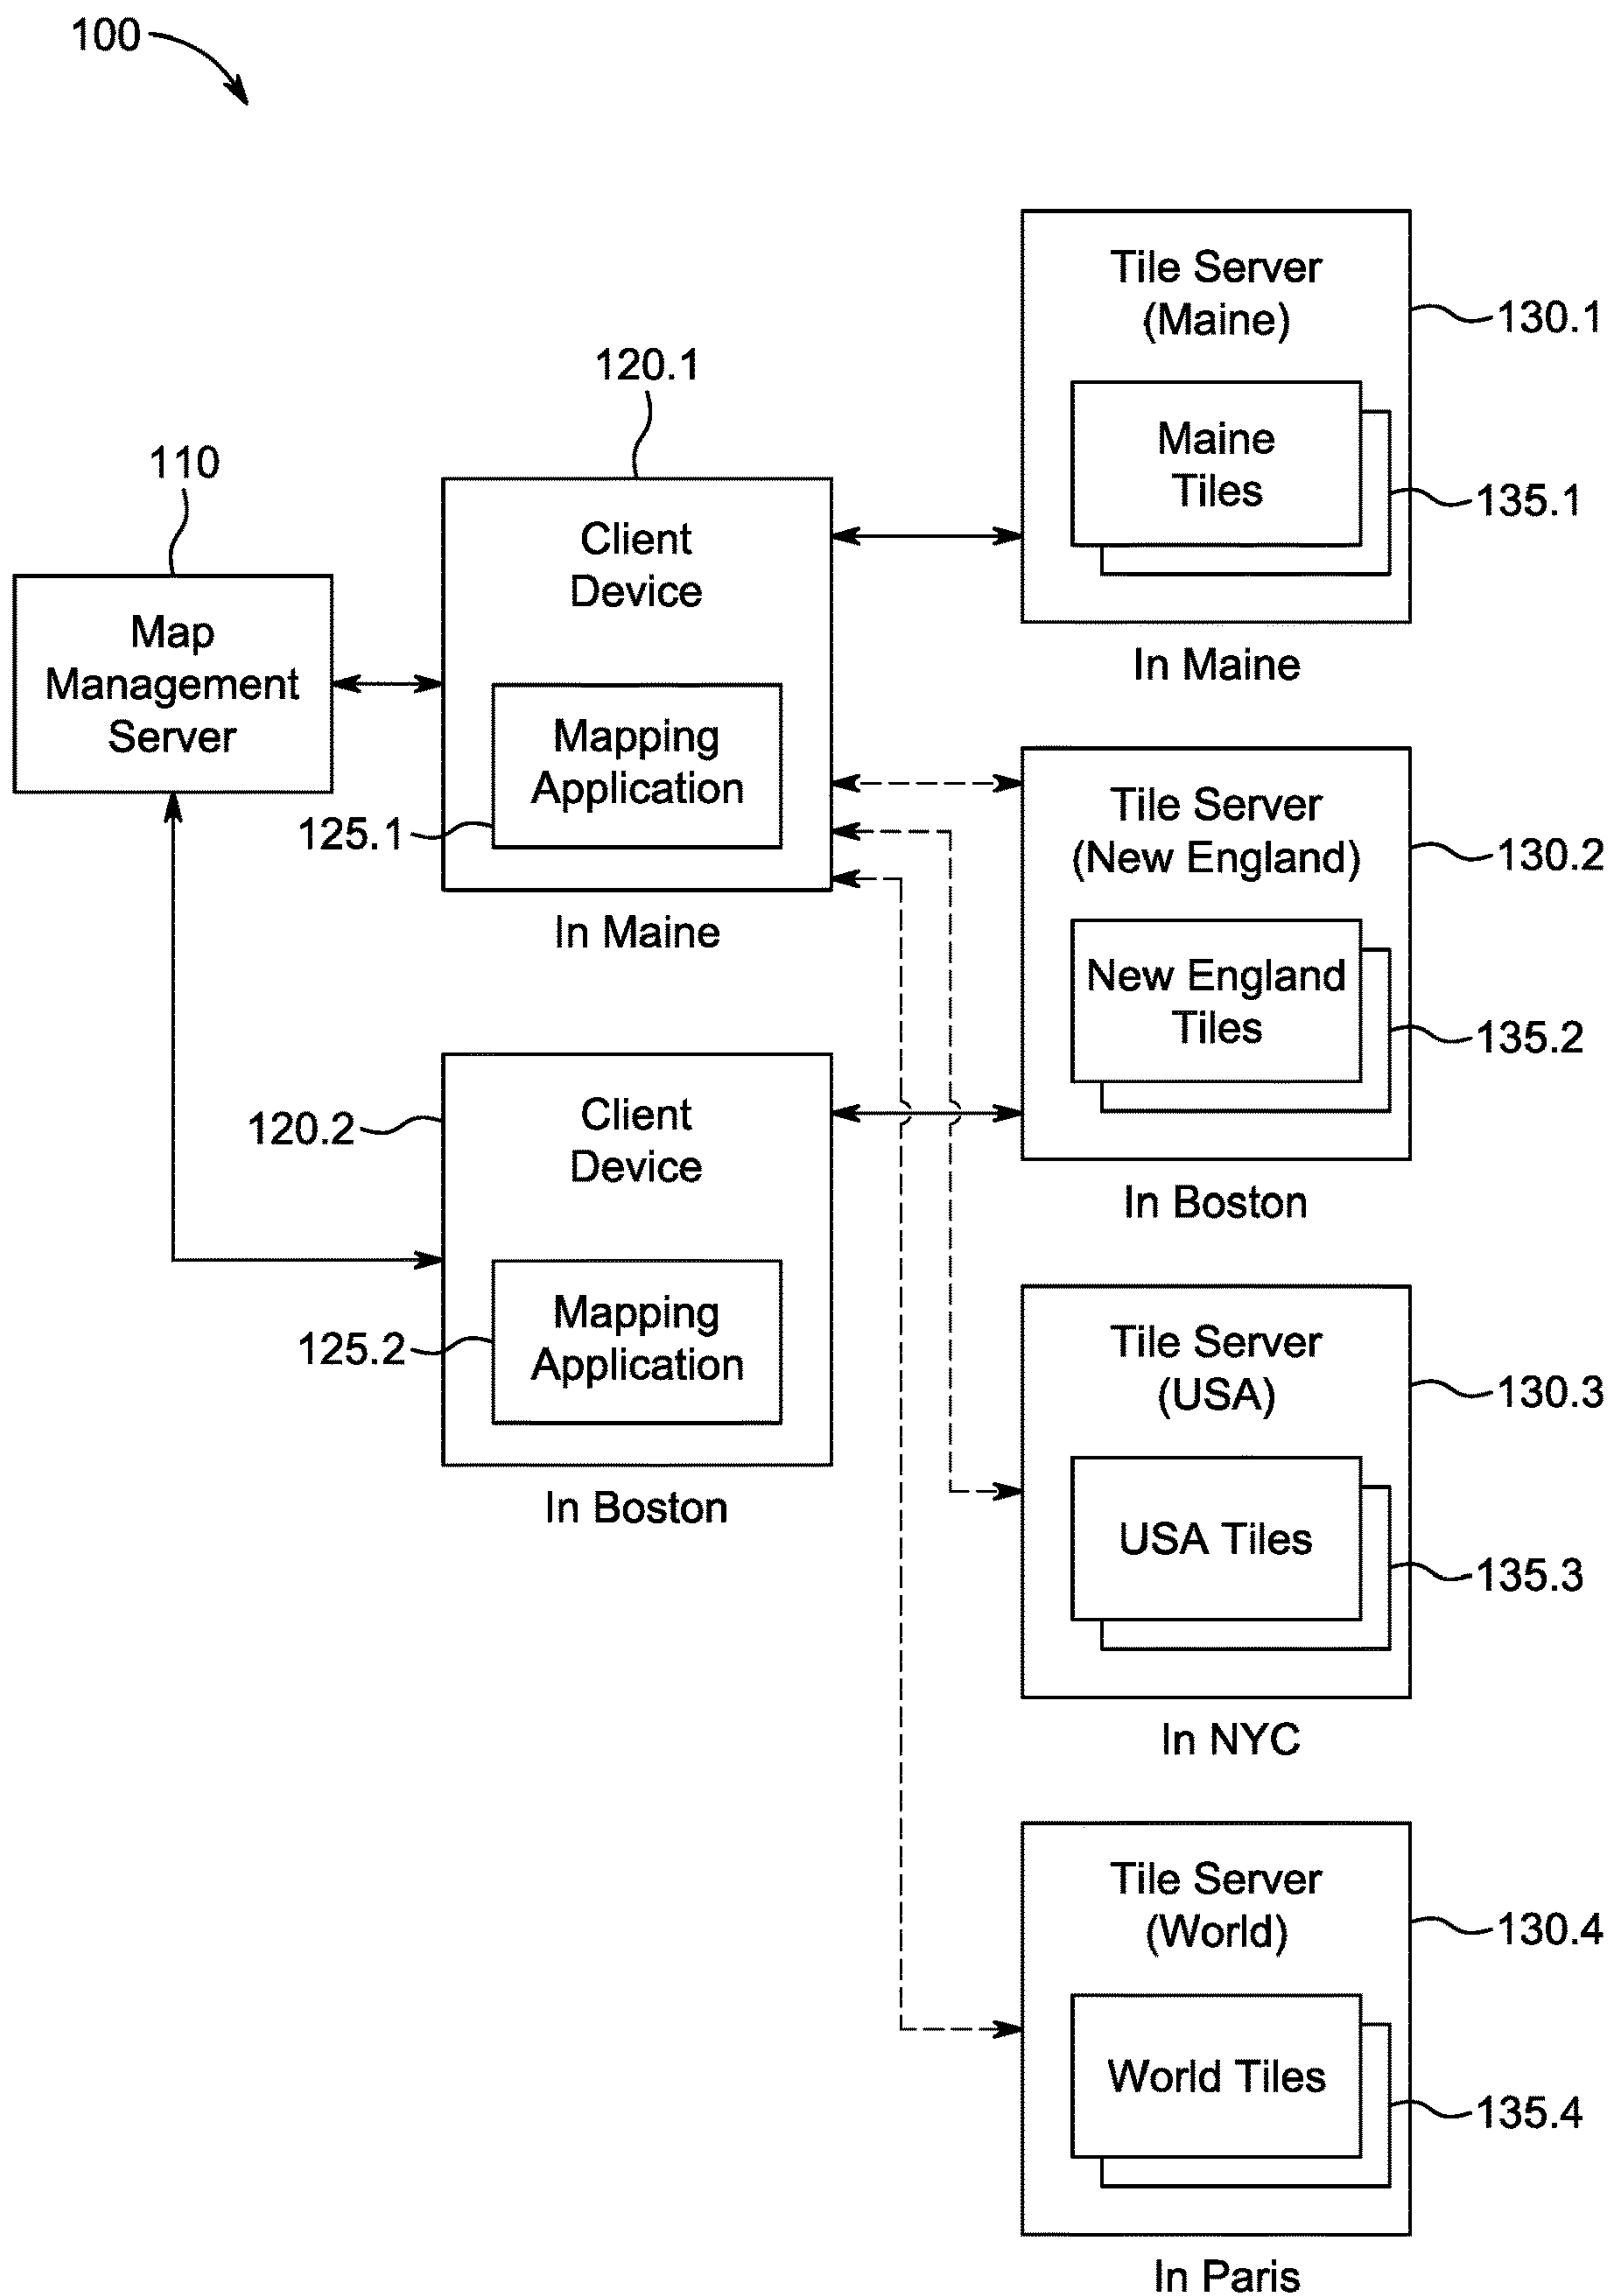 100
Tile Server
(Maine)
130.1
Maine
Tiles
135.1
In Maine
120.1
Client
Device
Mapping
Application
125.1
In Maine
110
Map
Management
Server
Tile Server
(New England)
130.2
New England
Tiles
135.2
In Boston
120.2
Client
Device
Mapping
Application
125.2
In Boston
Tile Server
(USA)
130.3
USA Tiles
135.3
In NYC
Tile Server
(World)
130.4
World Tiles
135.4
In Paris